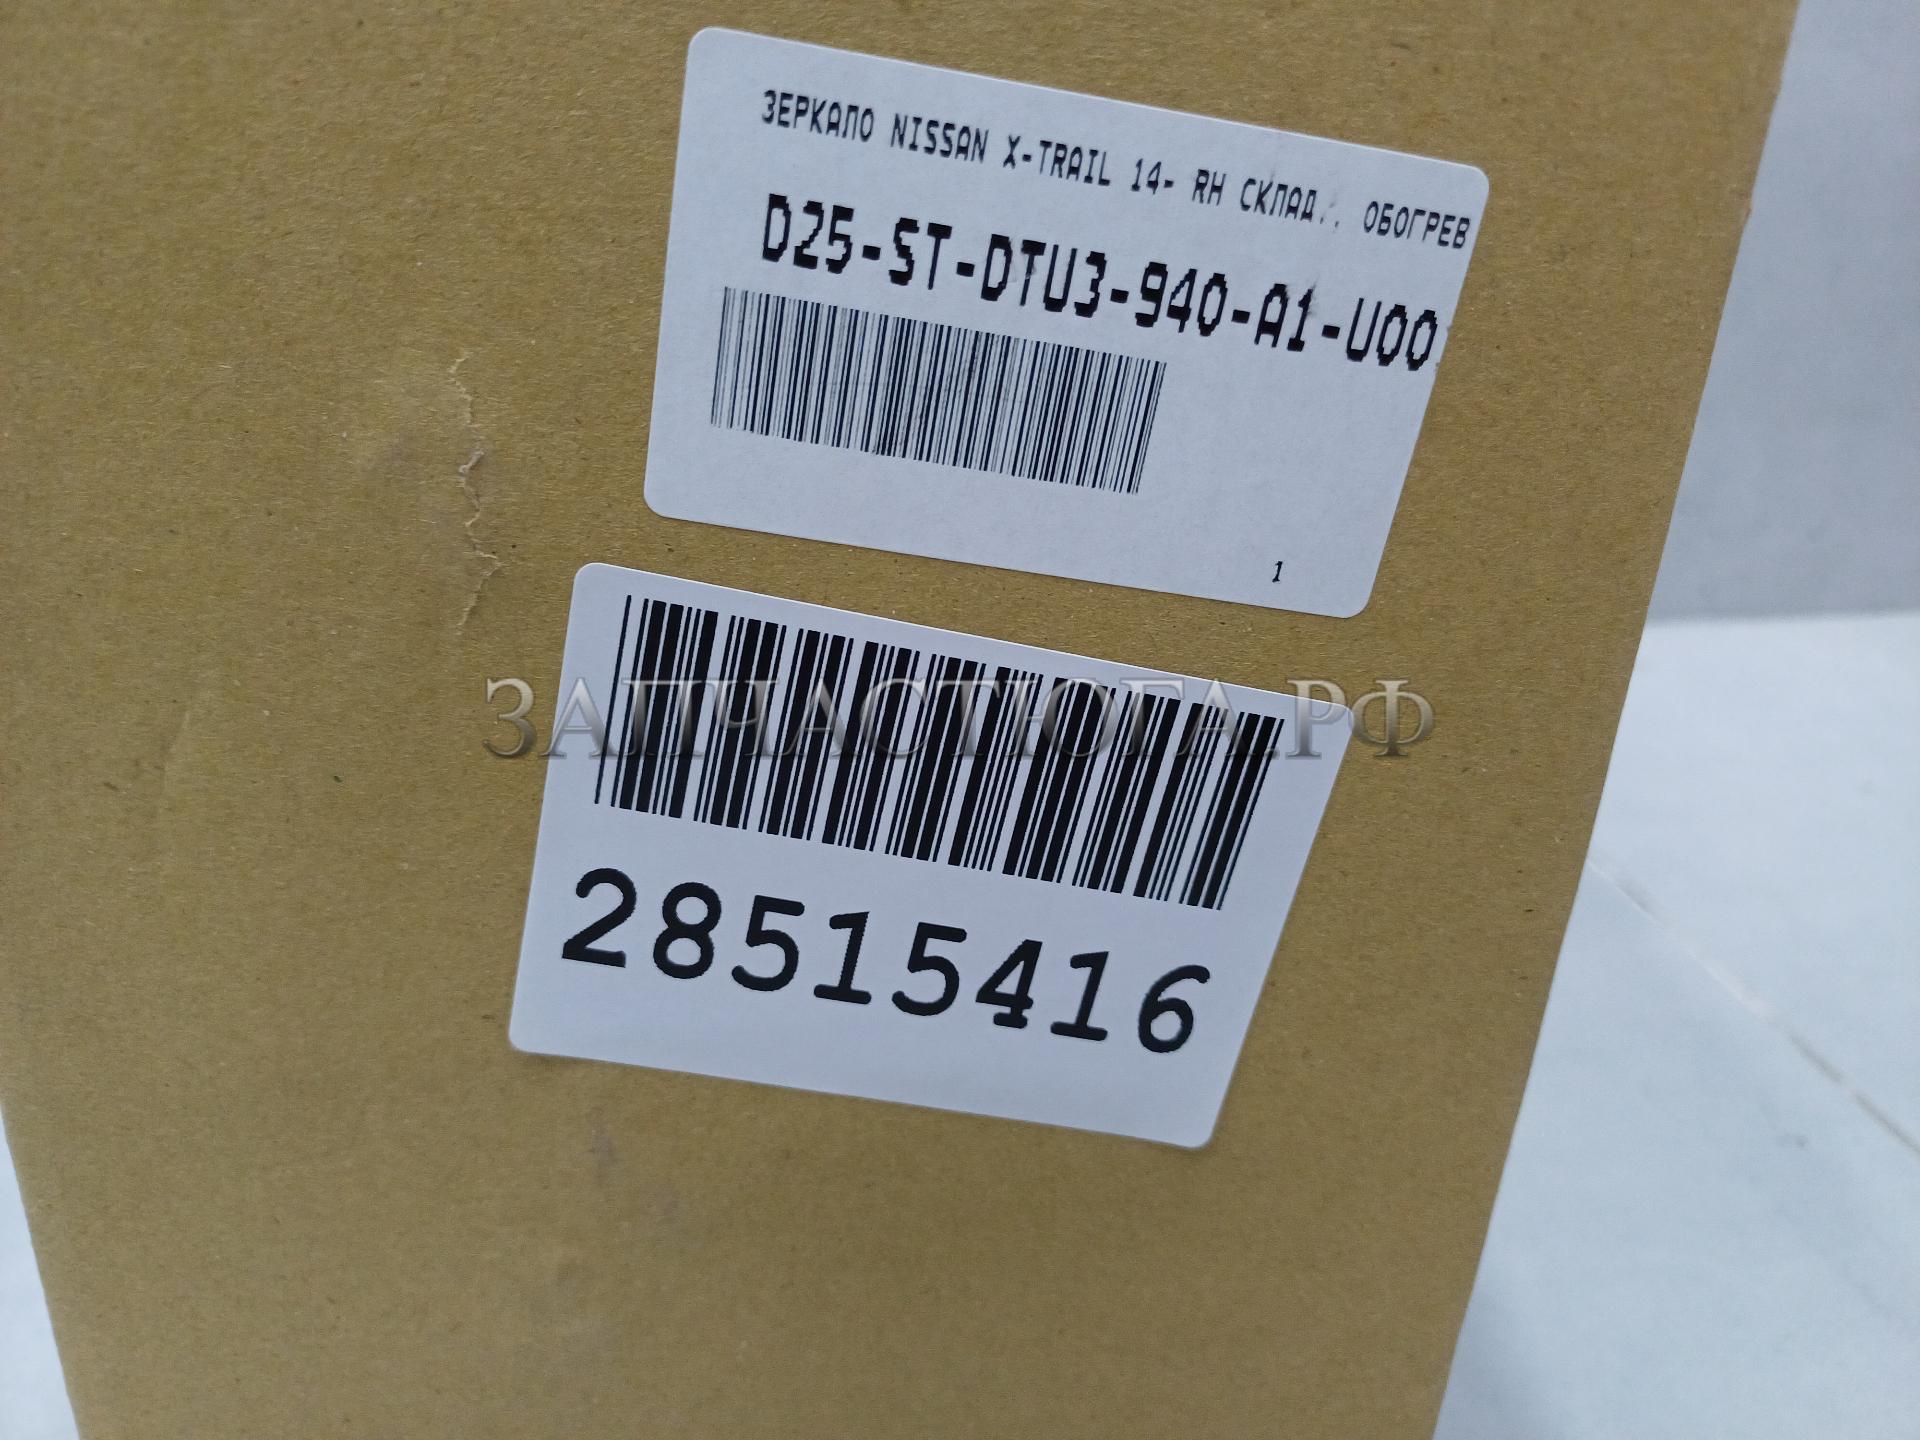 ЗЕРКАЛО NISSAN X-TRAIL 14- RH СКЛАД., ОБОГРЕВ
D25-ST-DTU3-940-A1-U00
1
ЗАПЧАСТЮГА.РФ
28515416